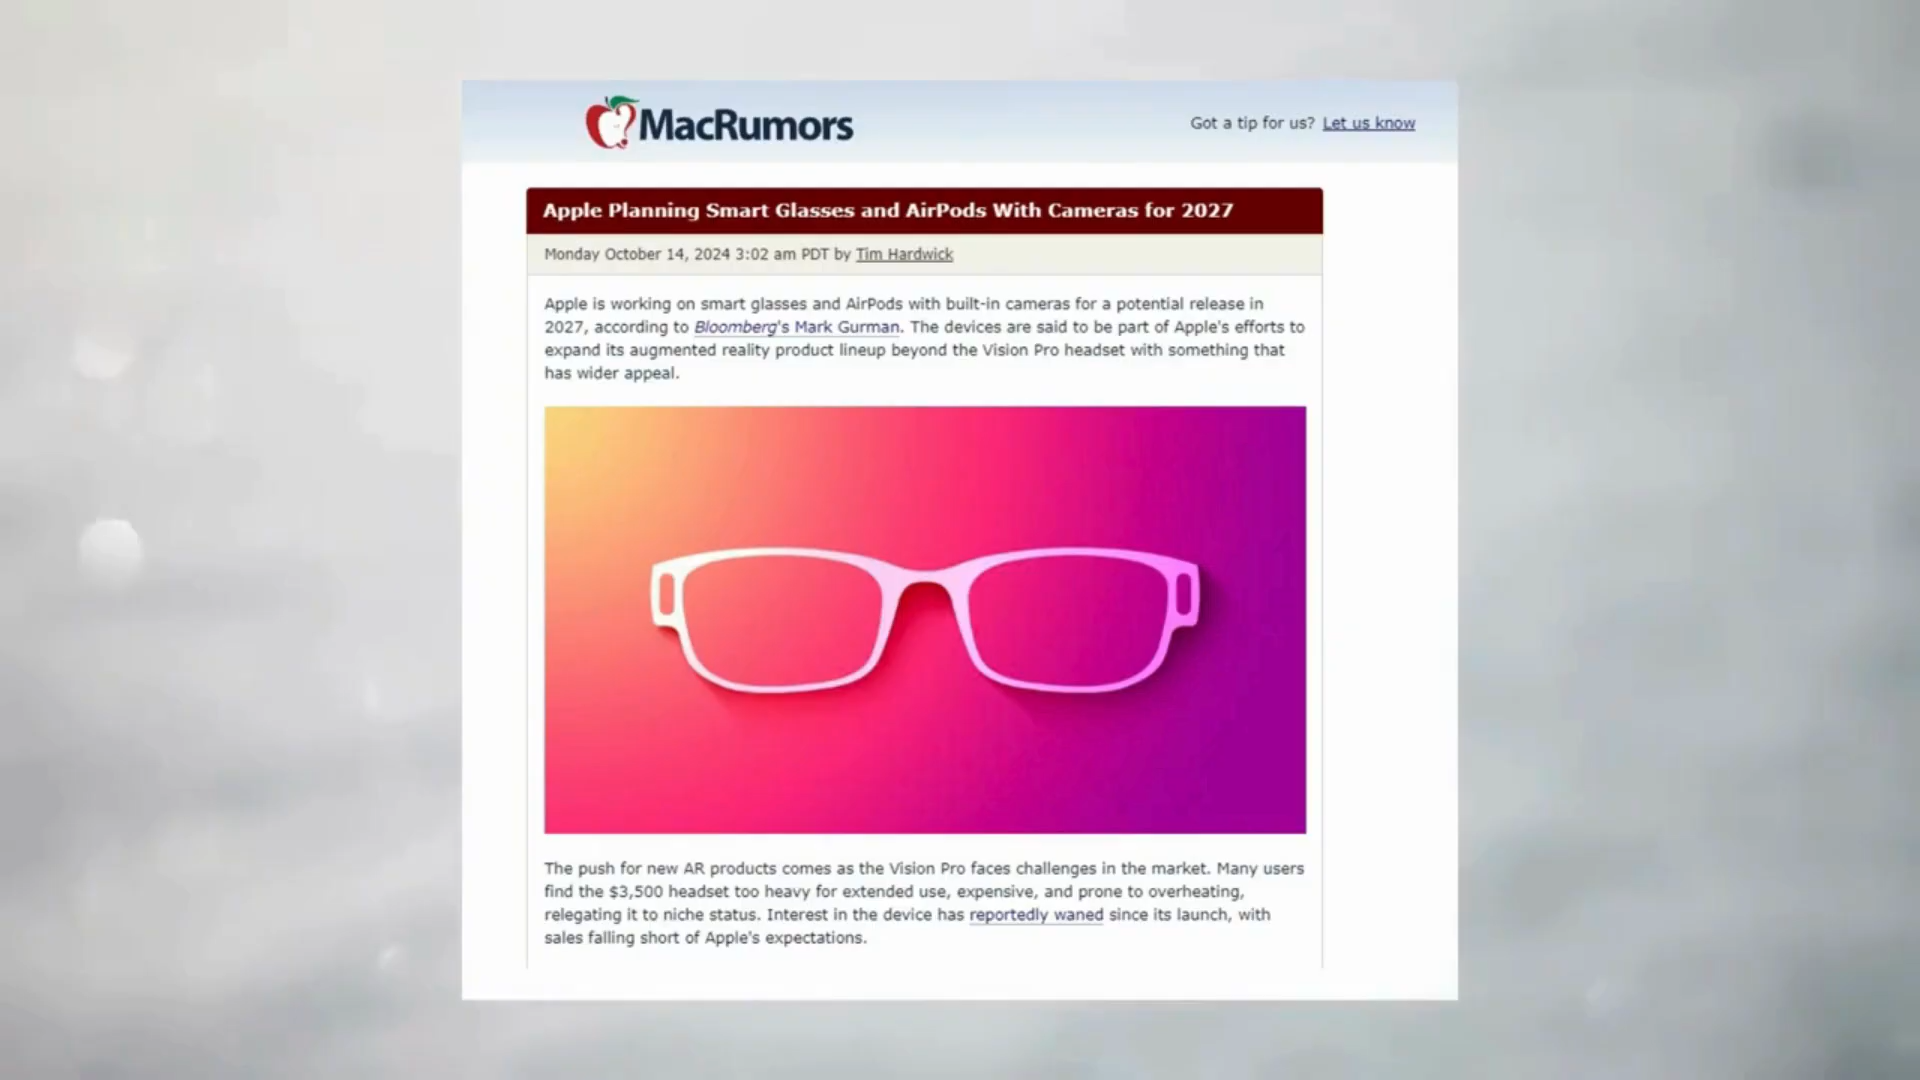 MacRumors
Got a tip for us? Let us know
Apple Planning Smart Glasses and AirPods With Cameras for 2027
Monday October 14, 2024 3:02 am PDT by Tim Hardwick
Apple is working on smart glasses and AirPods with built-in cameras for a potential release in
2027, according to Bloomberg's Mark Gurman. The devices are said to be part of Apple's efforts to
expand its augmented reality product lineup beyond the Vision Pro headset with something that
has wider appeal.
The push for new AR products comes as the Vision Pro faces challenges in the market. Many users
find the $3,500 headset too heavy for extended use, expensive, and prone to overheating,
relegating it to niche status. Interest in the device has reportedly waned since its launch, with
sales falling short of Apple's expectations.